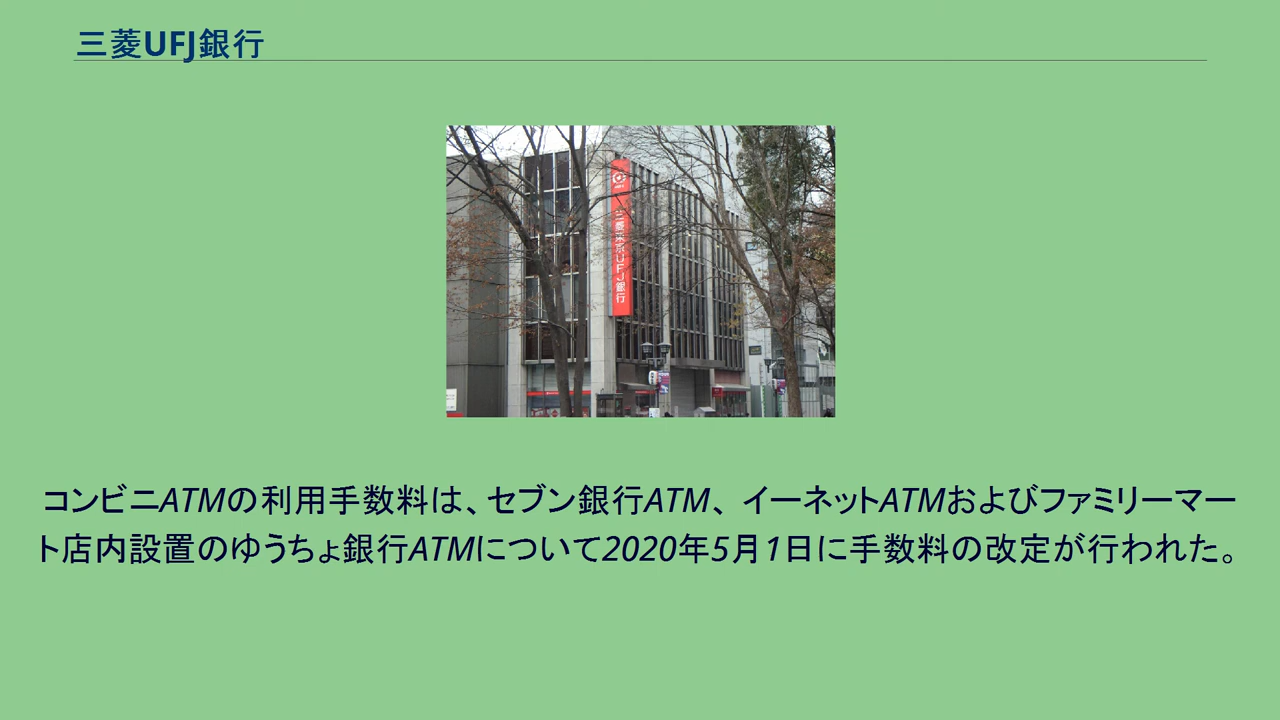 三菱UFJ銀行
三菱東京UFJ銀行
コンビニATMの利用手数料は、セブン銀行ATM、イーネットATMおよびファミリーマー
ト店内設置のゆうちょ銀行ATMについて2020年5月1日に手数料の改定が行われた。